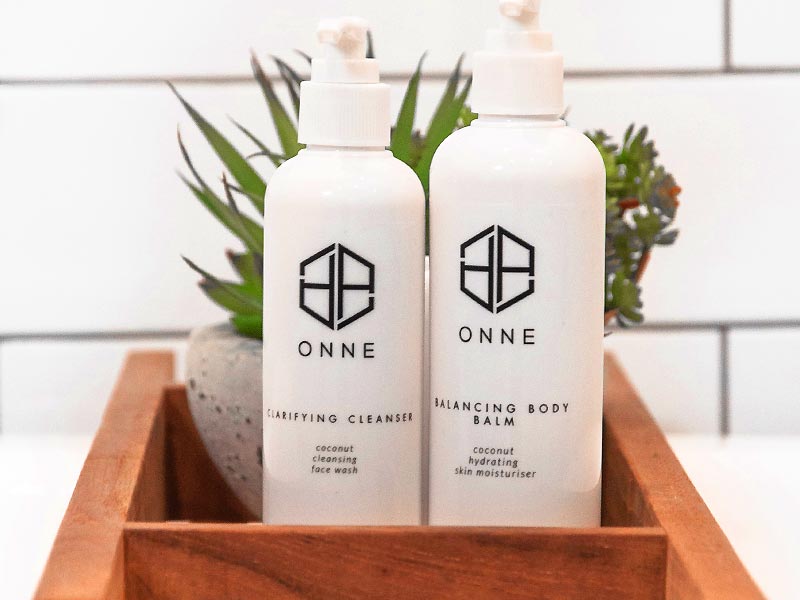 ONNE
CLARIFYING CLEANSER
coconut
cleansing
face wash
ONNE
BALANCING BODY
BALM
coconut
hydrating
skin moisturiser